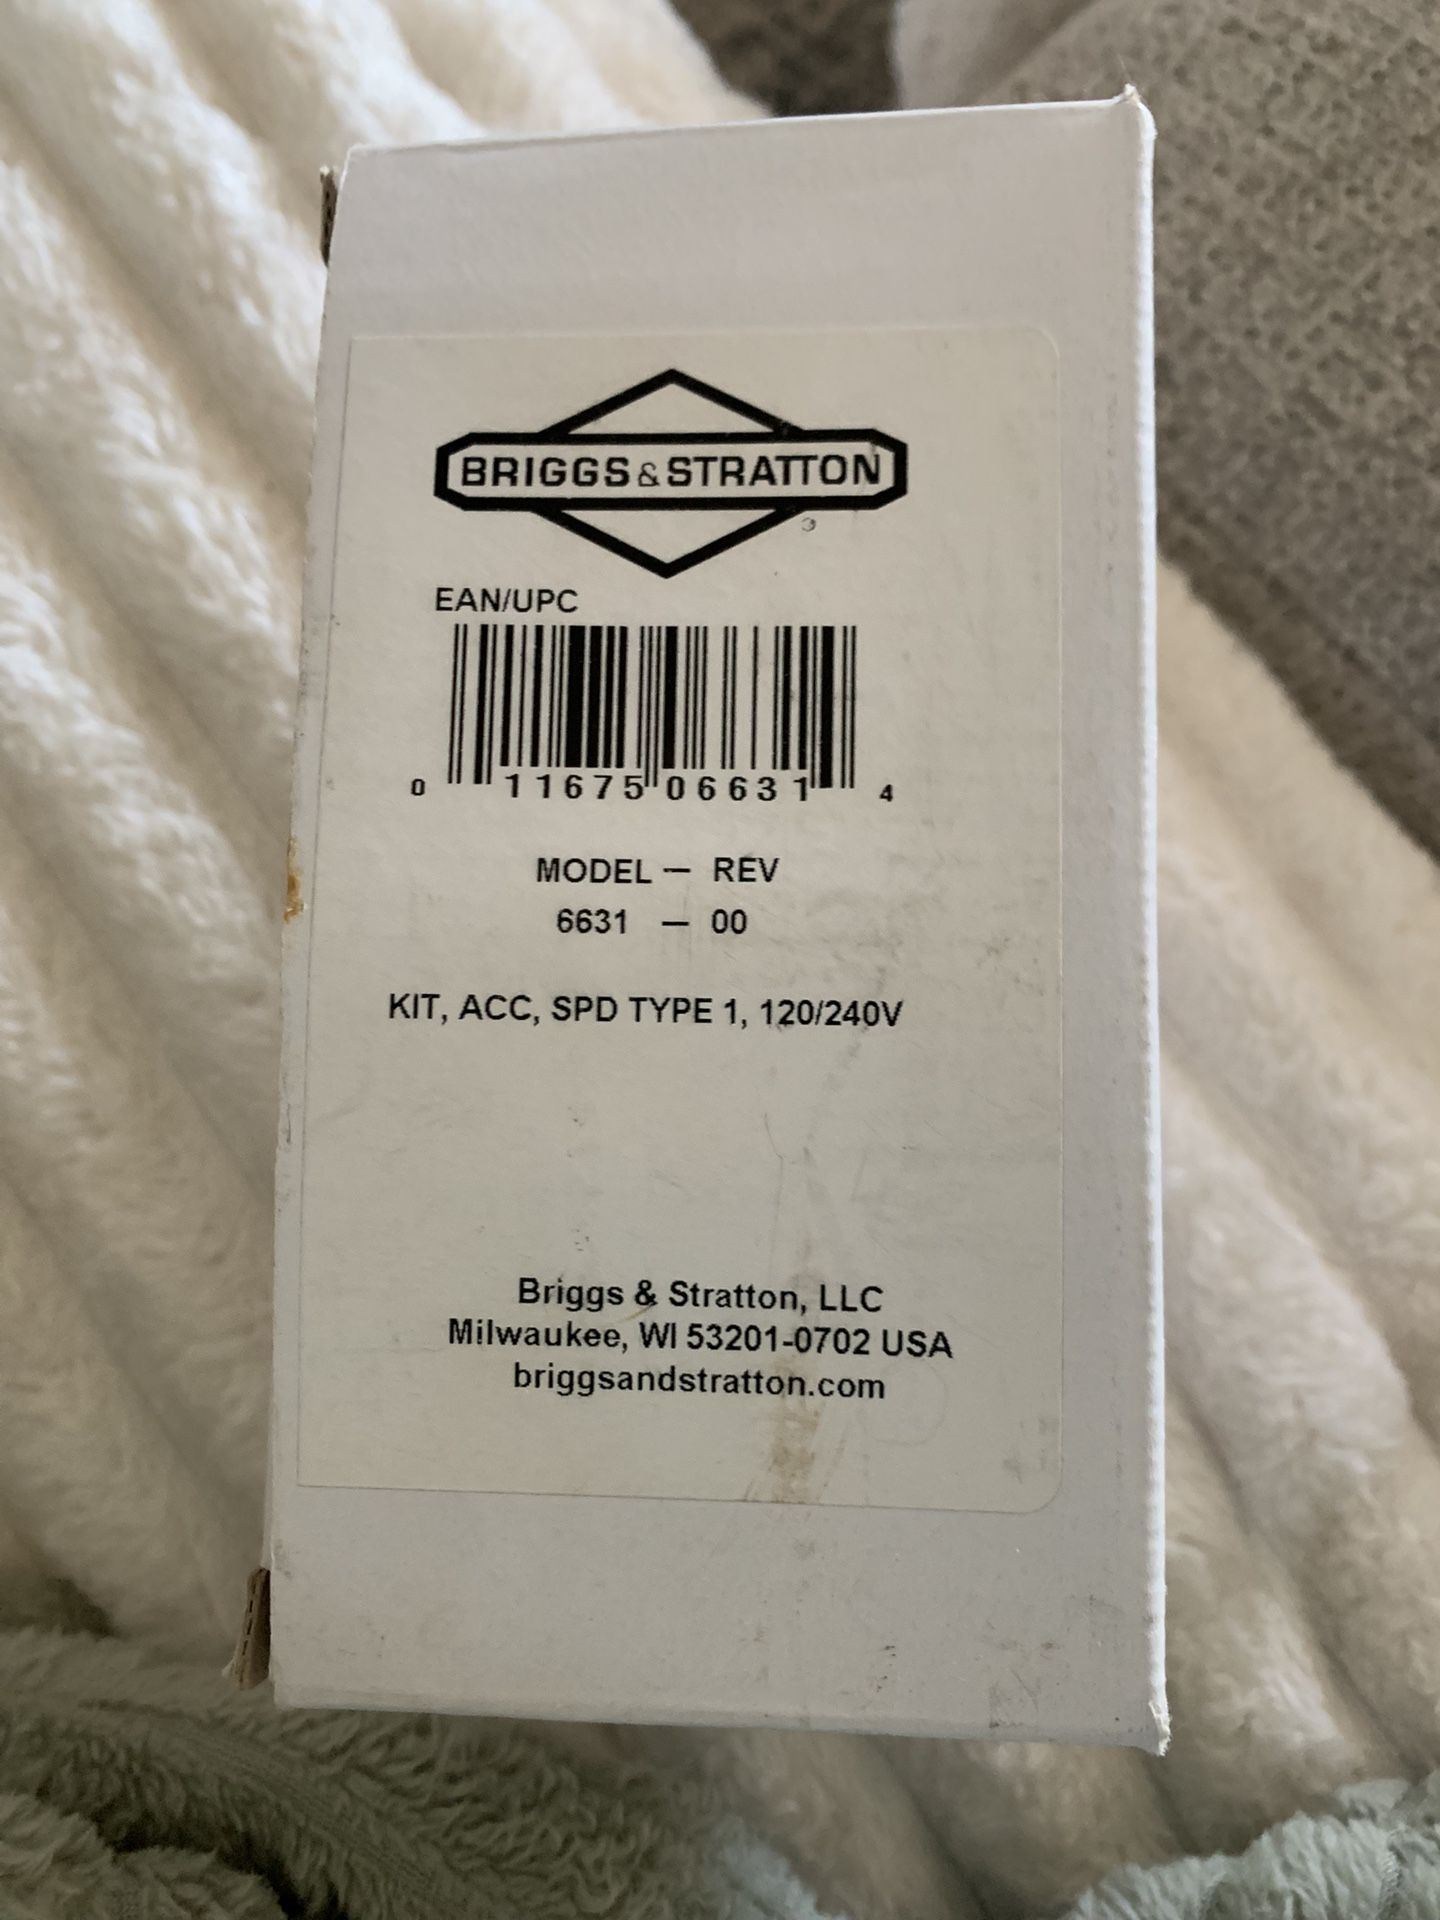 BRIGGS & STRATTON
EAN/UPC
0 11675 06631 4
MODEL — REV
6631 — 00
KIT, ACC, SPD TYPE 1, 120/240V
Briggs & Stratton, LLC
Milwaukee, WI 53201-0702 USA
briggsandstratton.com